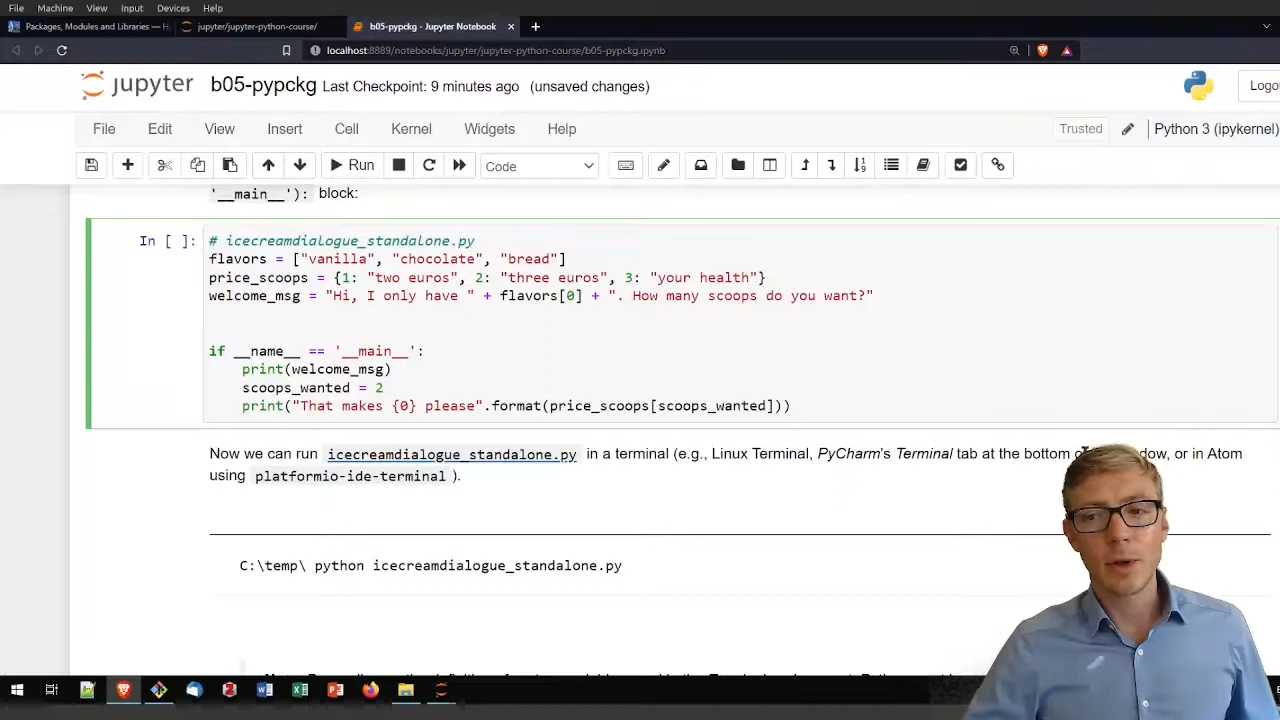 File Machine View Input Devices Help
Packages, Modules and Libraries — H
jupyter/jupyter-python-course/
b05-pypckg - Jupyter Notebook
localhost:8889/notebooks/jupyter/jupyter-python-course/b05-pypckg.ipynb
jupyter b05-pypckg Last Checkpoint: 9 minutes ago (unsaved changes)
Logo
File Edit View Insert Cell Kernel Widgets Help
Trusted Python 3 (ipykernel)
Run Code
'__main__'): block:
In [ ]: # icecreamdialogue_standalone.py
flavors = ["vanilla", "chocolate", "bread"]
price_scoops = {1: "two euros", 2: "three euros", 3: "your health"}
welcome_msg = "Hi, I only have " + flavors[0] + ". How many scoops do you want?"
if __name__ == '__main__':
print(welcome_msg)
scoops_wanted = 2
print("That makes {0} please".format(price_scoops[scoops_wanted]))
Now we can run icecreamdialogue_standalone.py in a terminal (e.g., Linux Terminal, PyCharm's Terminal tab at the bottom dow, or in Atom
using platformio-ide-terminal ).
C:\temp\ python icecreamdialogue_standalone.py